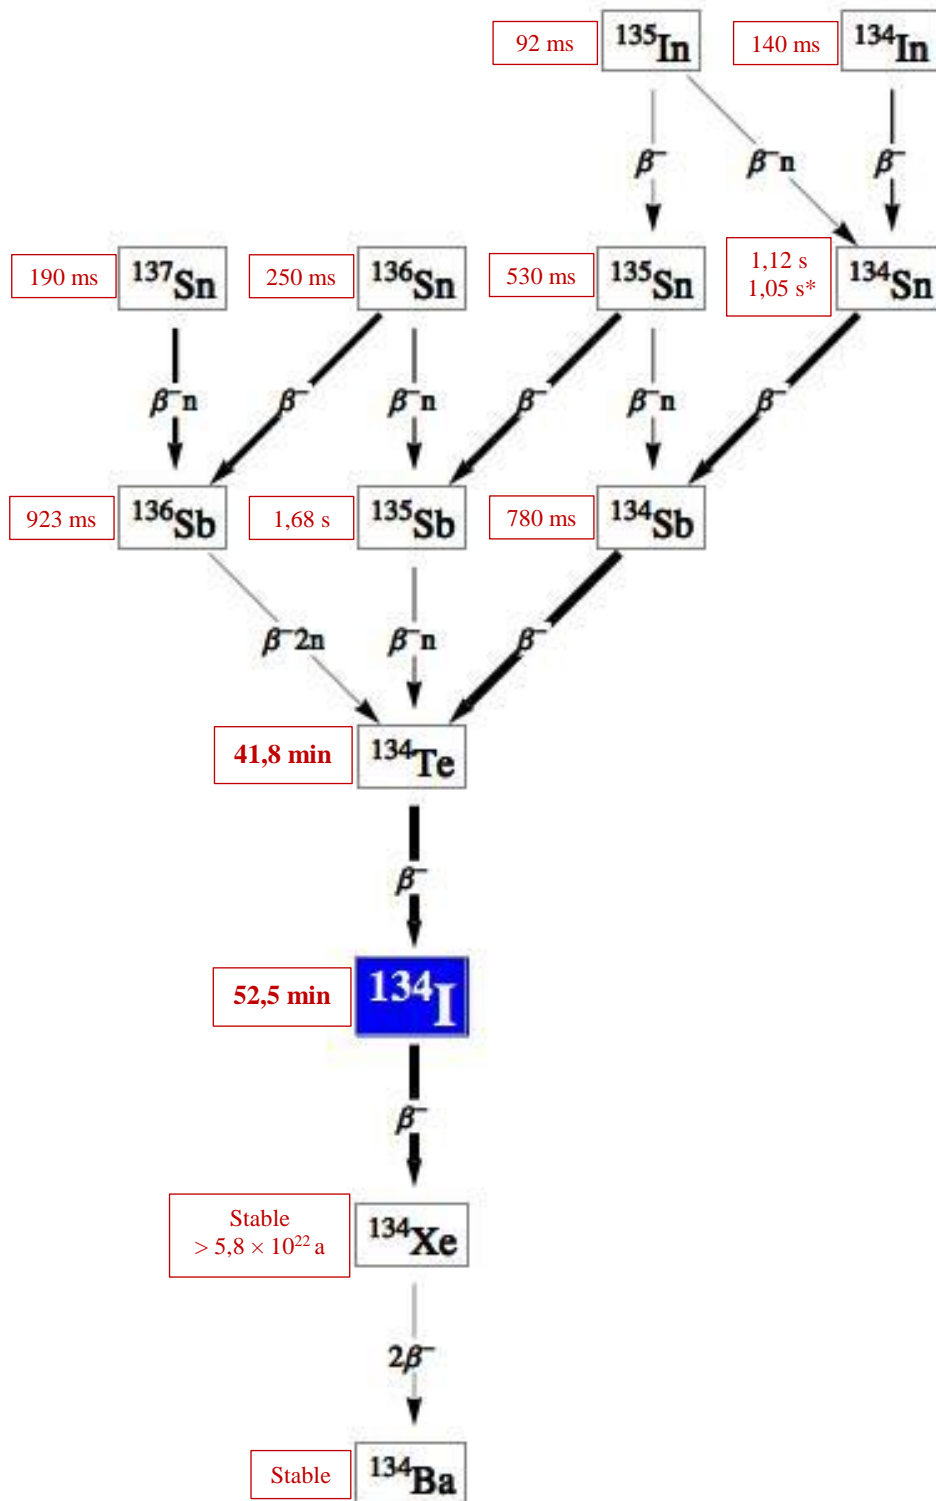 92 ms ¹³⁵In 140 ms ¹³⁴In
β⁻ β⁻n β⁻
190 ms ¹³⁷Sn 250 ms ¹³⁶Sn 530 ms ¹³⁵Sn 1,12 s ¹³⁴Sn
1,05 s*
β⁻n β⁻ β⁻n β⁻ β⁻n β⁻
923 ms ¹³⁶Sb 1,68 s ¹³⁵Sb 780 ms ¹³⁴Sb
β⁻2n β⁻n β⁻
41,8 min ¹³⁴Te
β⁻
52,5 min ¹³⁴I
β⁻
Stable ¹³⁴Xe
> 5,8 × 10²² a
2β⁻
Stable ¹³⁴Ba